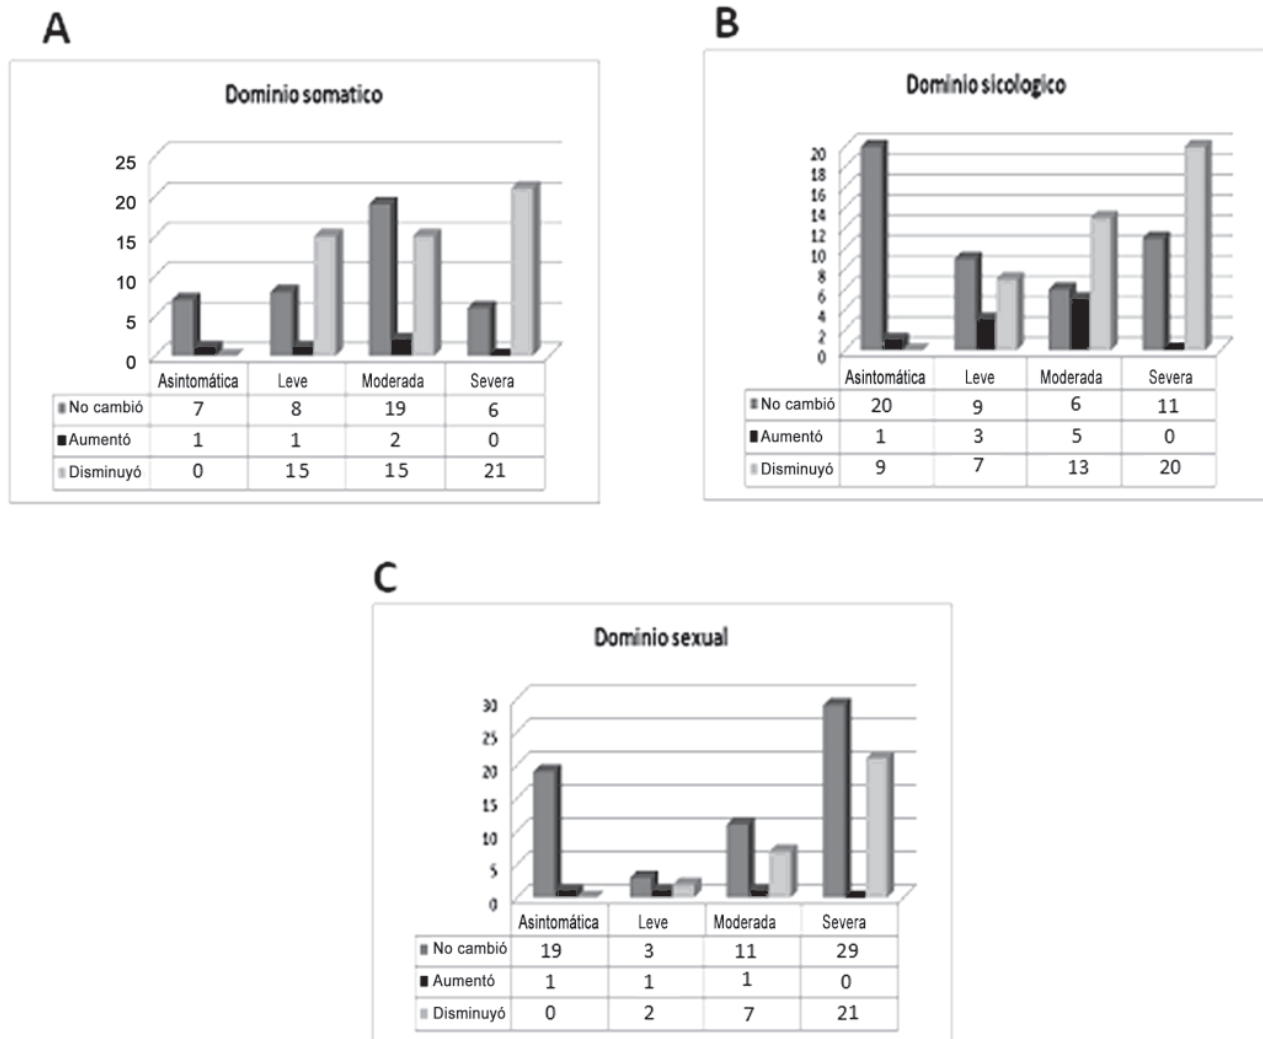 A
Dominio somatico
25
20
15
10
5
0
Asintomática Leve Moderada Severa
No cambió 7 8 19 6
Aumentó 1 1 2 0
Disminuyó 0 15 15 21
B
Dominio sicologico
20
18
16
14
12
10
8
6
4
2
0
Asintomática Leve Moderada Severa
No cambió 20 9 6 11
Aumentó 1 3 5 0
Disminuyó 9 7 13 20
C
Dominio sexual
30
25
20
15
10
5
0
Asintomática Leve Moderada Severa
No cambió 19 3 11 29
Aumentó 1 1 1 0
Disminuyó 0 2 7 21